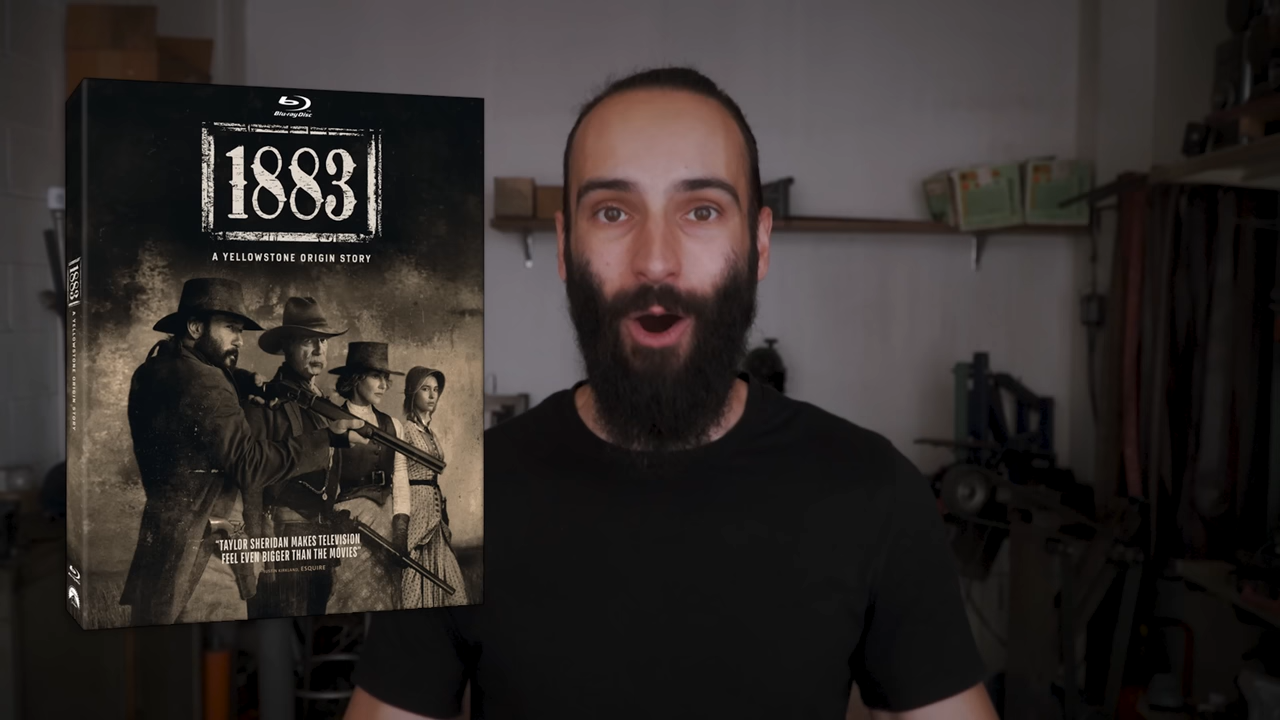 Blu-ray Disc
1883
A YELLOWSTONE ORIGIN STORY
1883
A YELLOWSTONE ORIGIN STORY
"TAYLOR SHERIDAN MAKES TELEVISION
FEEL EVEN BIGGER THAN THE MOVIES"
ESQUIRE